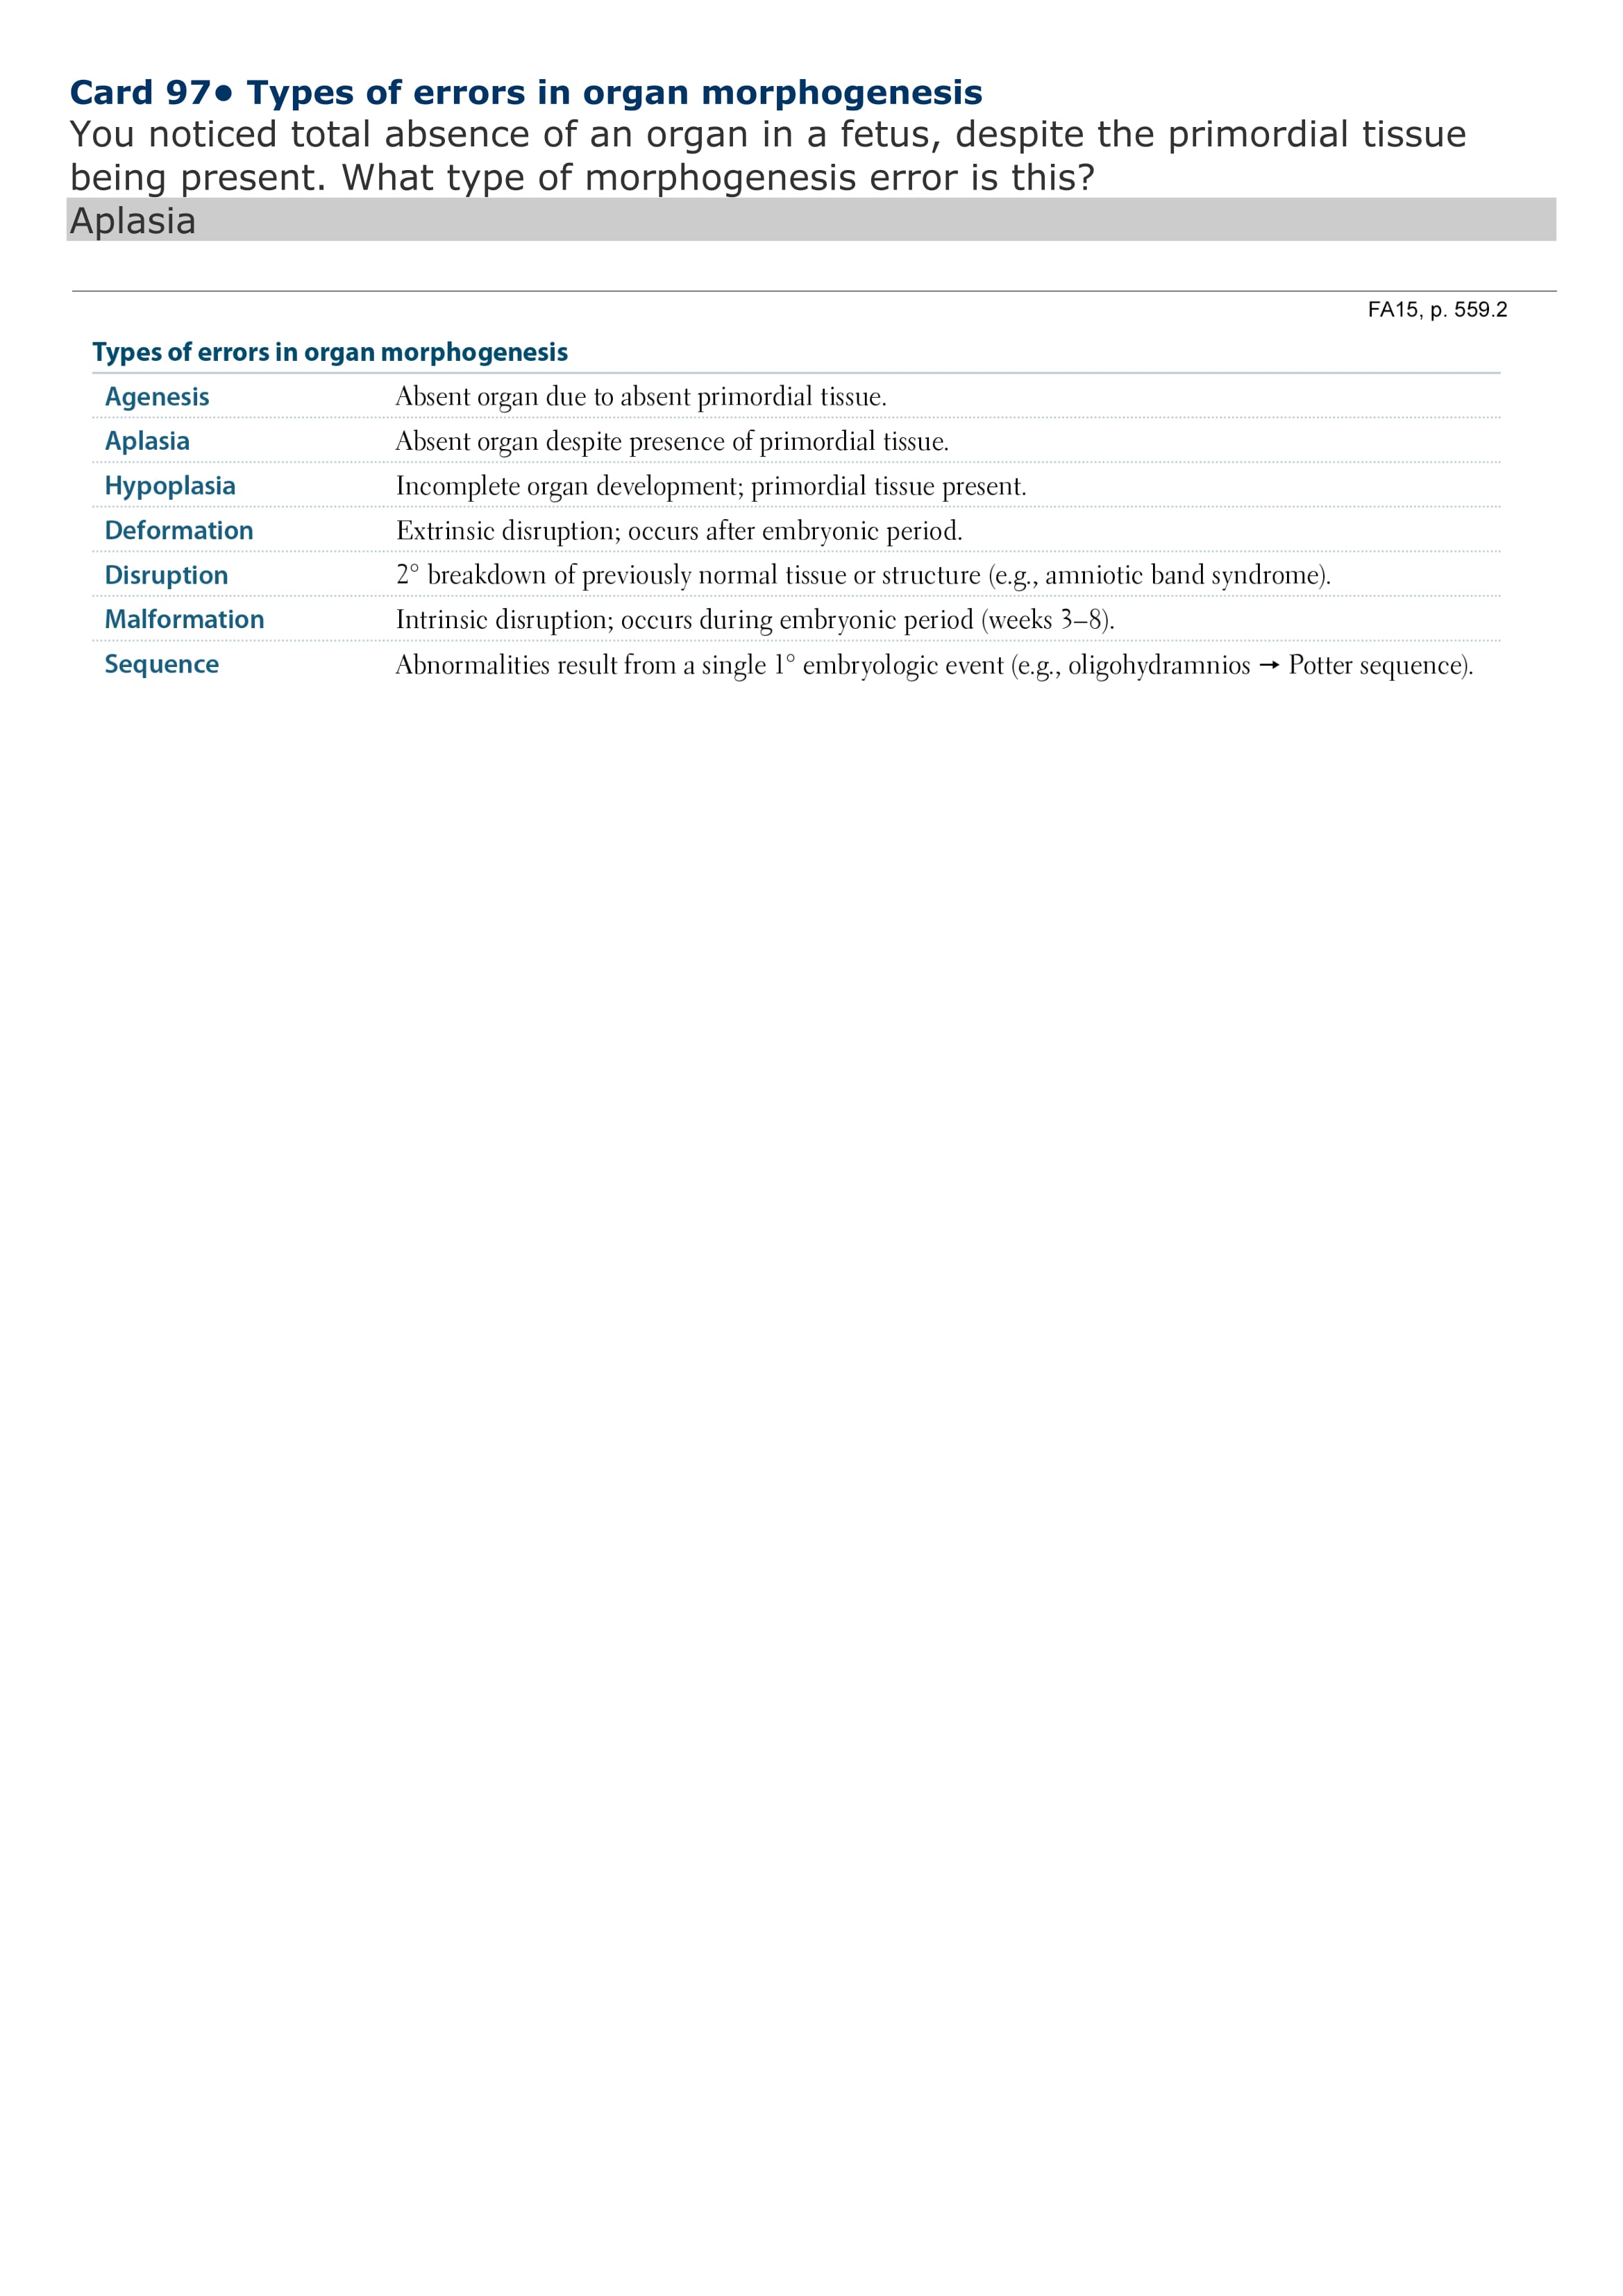 Card 97● Types of errors in organ morphogenesis
You noticed total absence of an organ in a fetus, despite the primordial tissue
being present. What type of morphogenesis error is this?
Aplasia
FA15, p. 559.2
Types of errors in organ morphogenesis
Agenesis Absent organ due to absent primordial tissue.
Aplasia Absent organ despite presence of primordial tissue.
Hypoplasia Incomplete organ development; primordial tissue present.
Deformation Extrinsic disruption; occurs after embryonic period.
Disruption 2° breakdown of previously normal tissue or structure (e.g., amniotic band syndrome).
Malformation Intrinsic disruption; occurs during embryonic period (weeks 3–8).
Sequence Abnormalities result from a single 1° embryologic event (e.g., oligohydramnios → Potter sequence).